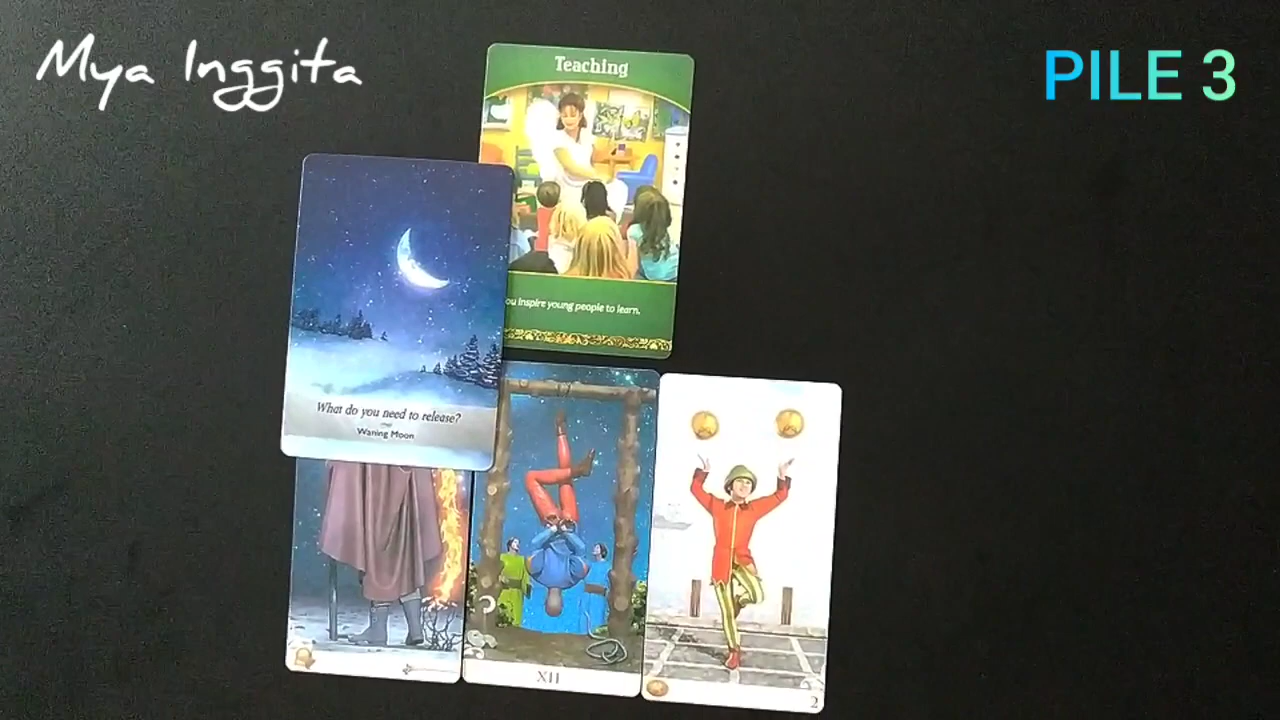 Mya Inggita
PILE 3
Teaching
ou inspire young people to learn.
What do you need to release?
Waning Moon
XII
2